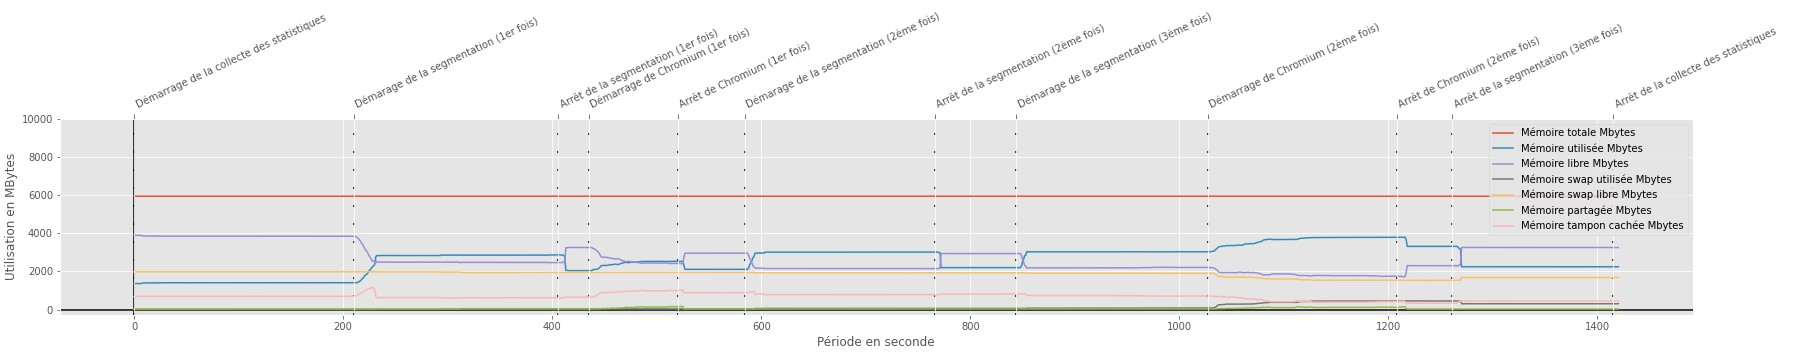 Démarrage de la collecte des statistiques
Démarage de la segmentation (1er fois)
Arrêt de la segmentation (1er fois)
Démarrage de Chromium (1er fois)
Arrêt Chromium (1er fois)
Démarage de la segmentation (2ème fois)
Arrêt de la segmentation (2ème fois)
Démarage de la segmentation (3ème fois)
Démarrage de Chromium (2ème fois)
Arrêt de Chromium (2ème fois)
Arrêt de la segmentation (3ème fois)
Arrêt de la collecte des statistiques
Utilisation en MBytes
10000
8000
6000
4000
2000
0
Mémoire totale Mbytes
Mémoire utilisée Mbytes
Mémoire libre Mbytes
Mémoire swap utilisée Mbytes
Mémoire swap libre Mbytes
Mémoire partagée Mbytes
Mémoire tampon cachée Mbytes
0
200
400
600
800
1000
1200
1400
Période en seconde